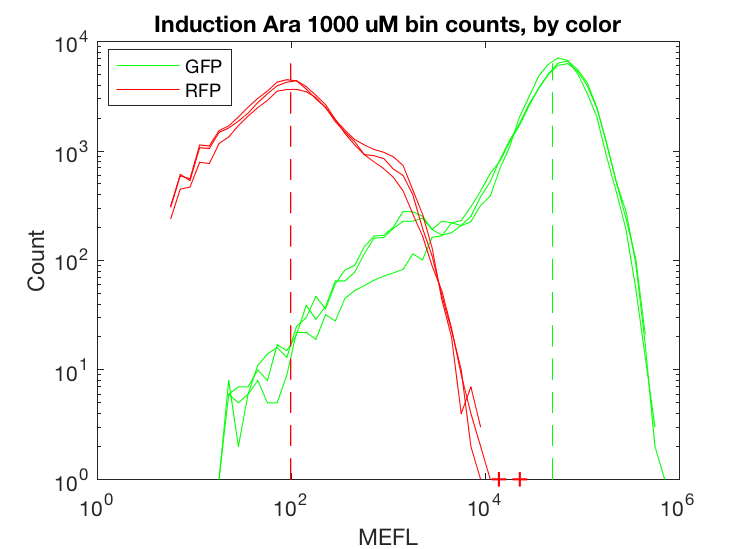 Induction Ara 1000 uM bin counts, by color
GFP
RFP
10^4
10^3
10^2
10^1
10^0
Count
10^0 10^2 10^4 10^6
MEFL